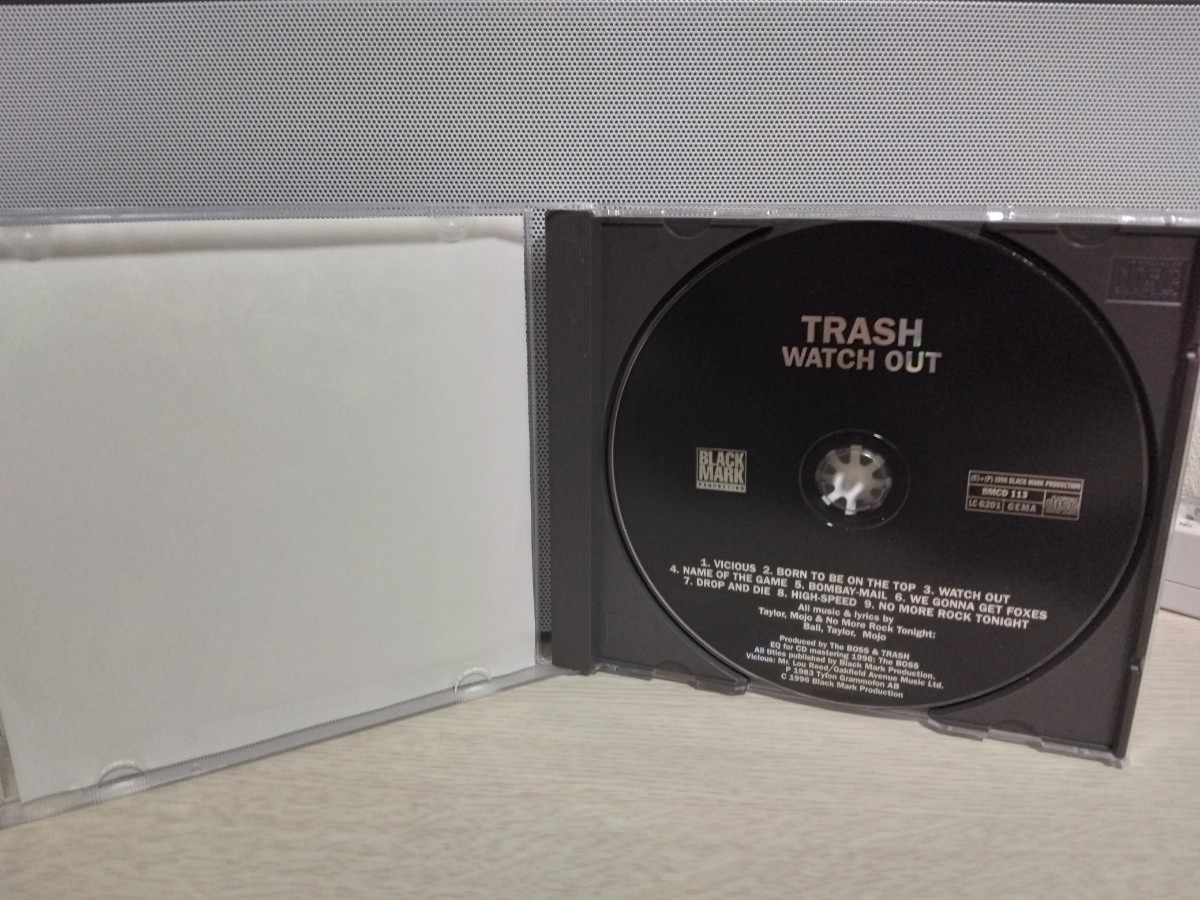 TRASH
WATCH OUT
BLACK
MARK
PRODUCTION
(C)+(P) 1996 BLACK MARK PRODUCTION
BMCD 113
LC 6201 GEMA
1. VICIOUS 2. BORN TO BE ON THE TOP 3. WATCH OUT
4. NAME OF THE GAME 5. BOMBAY-MAIL 6. WE GONNA GET FOXES
7. DROP AND DIE 8. HIGH-SPEED 9. NO MORE ROCK TONIGHT
All music & lyrics by
Taylor, Mojo & No More Rock Tonight:
Ball, Taylor, Mojo
Produced by The BOSS & TRASH
EQ for CD mastering 1996: The BOSS
All titles published by Black Mark Production.
Vicious: Mr. Lou Reed/Oakfield Avenue Music Ltd.
P 1983 Tyfon Grammofon AB
C 1996 Black Mark Production